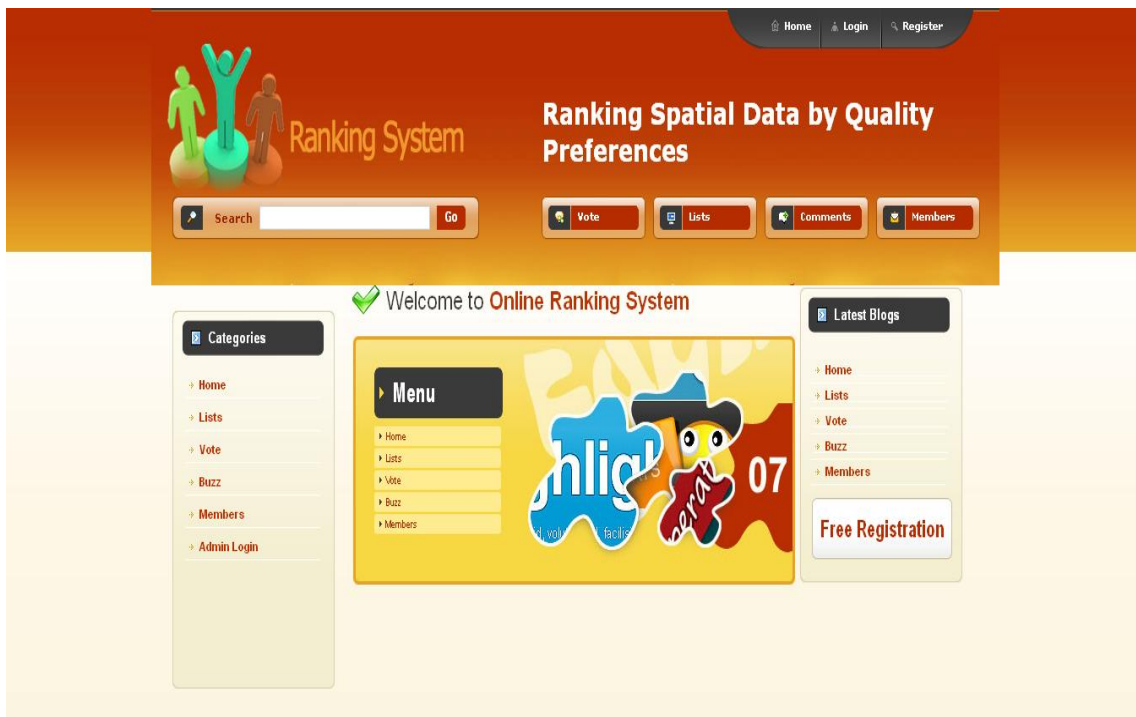 Home Login Register
Ranking System
Ranking Spatial Data by Quality
Preferences
Search Go
Vote Lists Comments Members
Welcome to Online Ranking System
Categories
Home
Lists
Vote
Buzz
Members
Admin Login
Menu
Home
Lists
Vote
Buzz
Members
hligh
07
facilis
Latest Blogs
Home
Lists
Vote
Buzz
Members
Free Registration